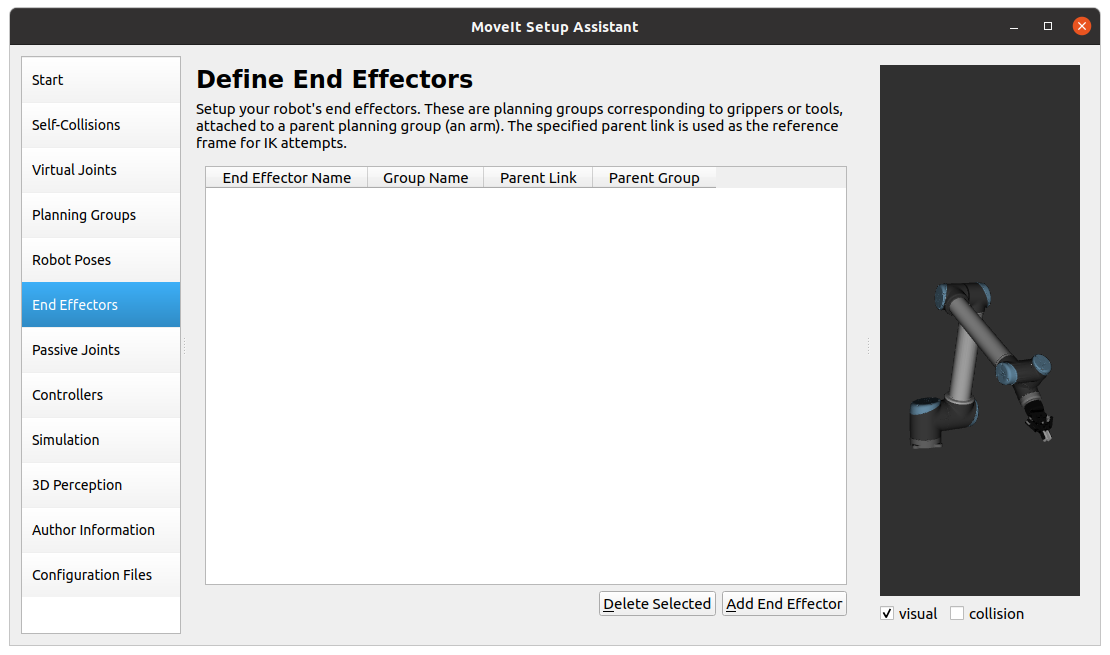 MoveIt Setup Assistant
Start
Self-Collisions
Virtual Joints
Planning Groups
Robot Poses
End Effectors
Passive Joints
Controllers
Simulation
3D Perception
Author Information
Configuration Files
Define End Effectors
Setup your robot's end effectors. These are planning groups corresponding to grippers or tools,
attached to a parent planning group (an arm). The specified parent link is used as the reference
frame for IK attempts.
End Effector Name Group Name Parent Link Parent Group
Delete Selected Add End Effector
visual collision